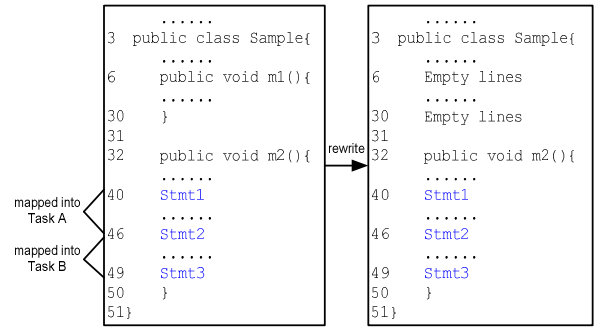 ......
3 public class Sample{
......
6 public void m1(){
......
30 }
31
32 public void m2(){
......
40 Stmt1
......
46 Stmt2
......
49 Stmt3
50 }
51}
mapped into
Task A
mapped into
Task B
rewrite
......
3 public class Sample{
......
6 Empty lines
......
30 Empty lines
31
32 public void m2(){
......
40 Stmt1
......
46 Stmt2
......
49 Stmt3
50 }
51}